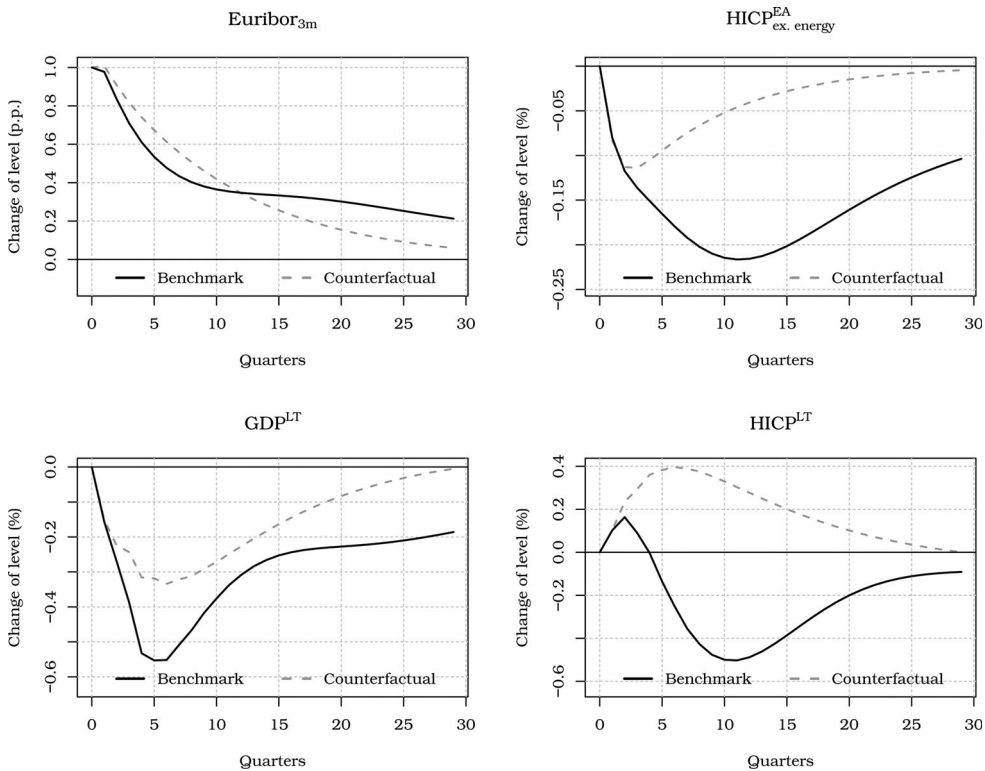 Euribor3m
Change of level (p.p.)
1.0
0.8
0.6
0.4
0.2
0.0
Benchmark Counterfactual
0 5 10 15 20 25 30
Quarters
HICP EA ex. energy
Change of level (%)
−0.05
−0.15
−0.25
Benchmark Counterfactual
0 5 10 15 20 25 30
Quarters
GDP LT
Change of level (%)
0.0
−0.2
−0.4
−0.6
Benchmark Counterfactual
0 5 10 15 20 25 30
Quarters
HICP LT
Change of level (%)
0.4
0.2
0.0
−0.2
−0.6
Benchmark Counterfactual
0 5 10 15 20 25 30
Quarters